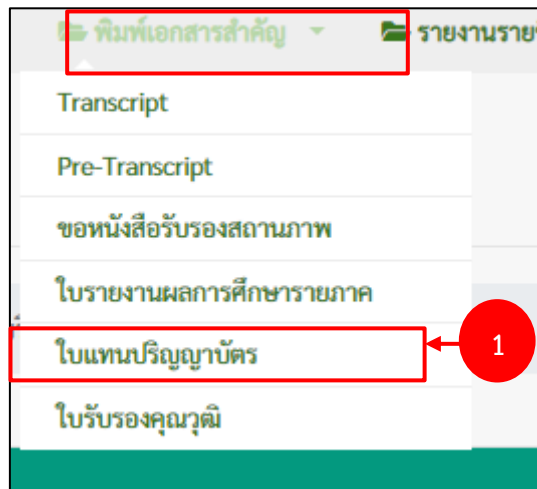 พิมพ์เอกสารสำคัญ รายงานราย
Transcript
Pre-Transcript
ขอหนังสือรับรองสถานภาพ
ใบรายงานผลการศึกษารายภาค
ใบแทนปริญญาบัตร 1
ใบรับรองคุณวุฒิ